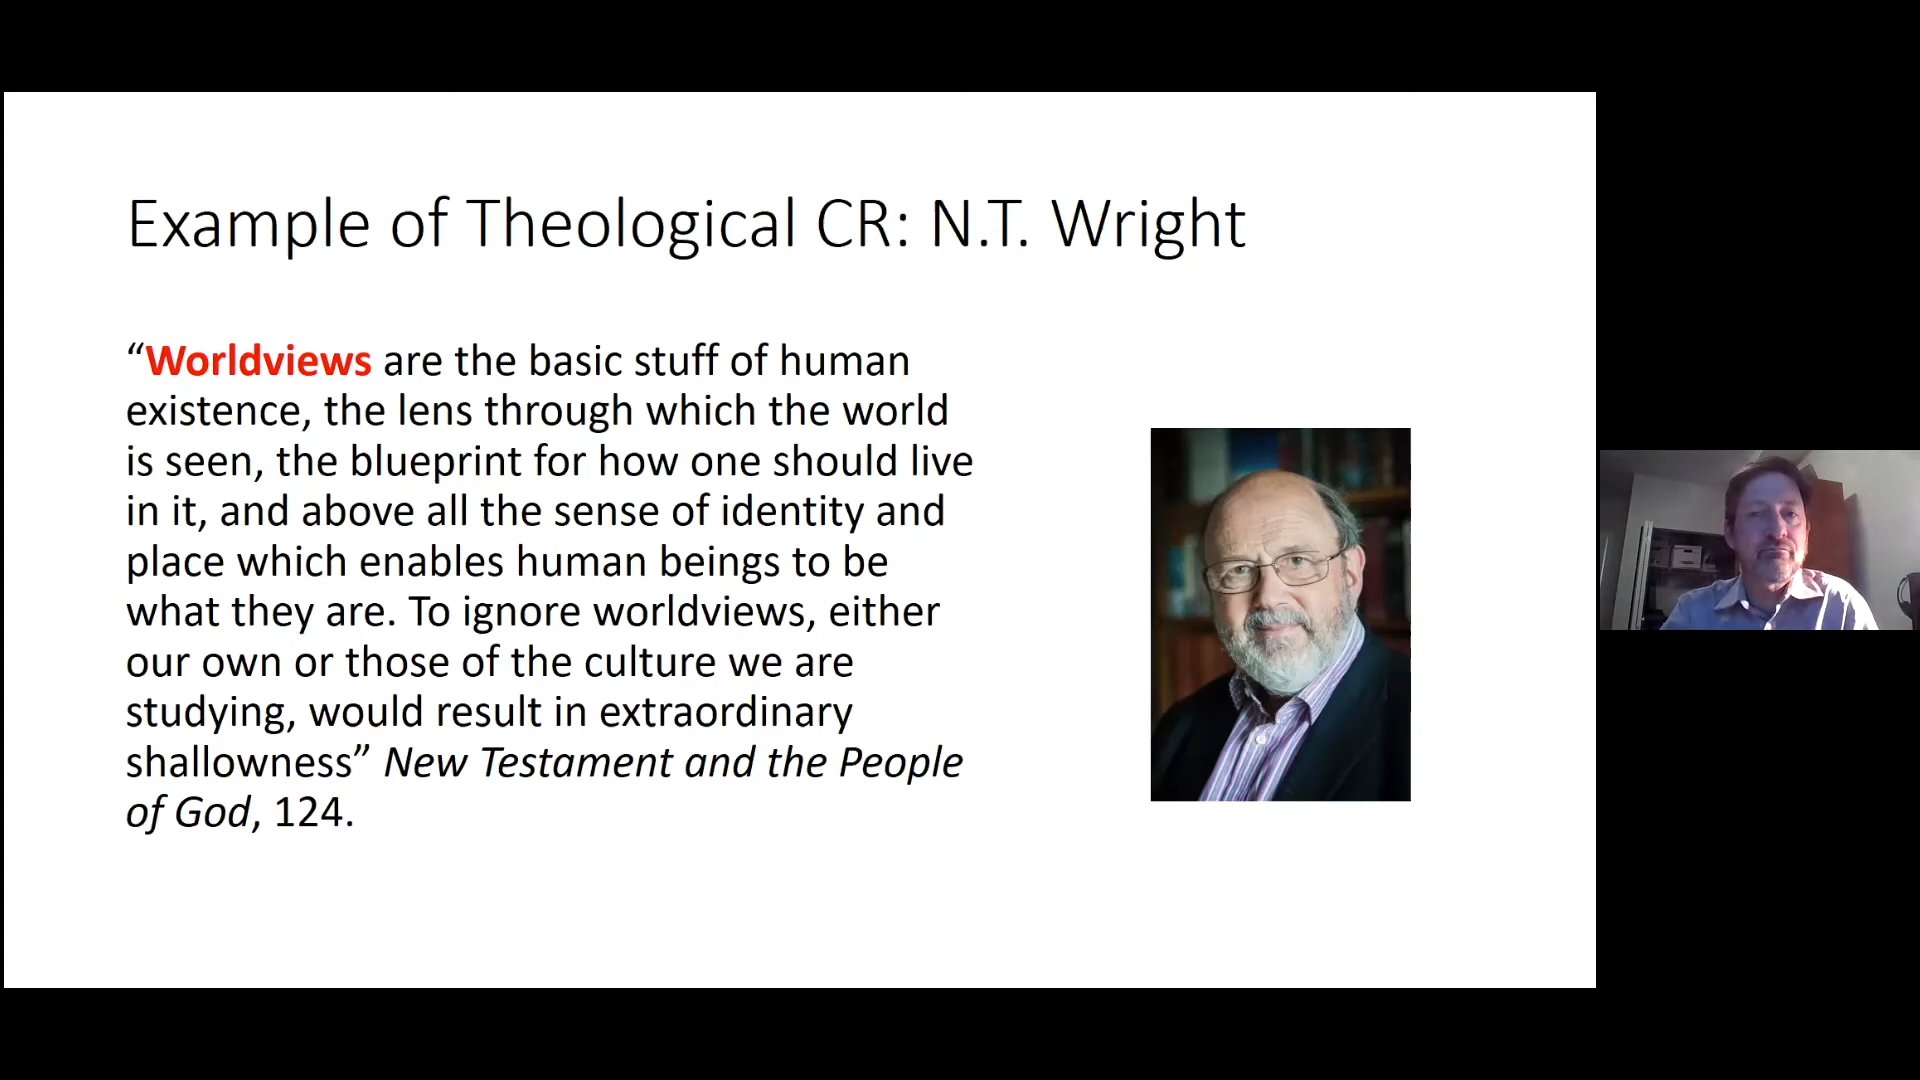 Example of Theological CR: N.T. Wright
“Worldviews are the basic stuff of human
existence, the lens through which the world
is seen, the blueprint for how one should live
in it, and above all the sense of identity and
place which enables human beings to be
what they are. To ignore worldviews, either
our own or those of the culture we are
studying, would result in extraordinary
shallowness” New Testament and the People
of God, 124.